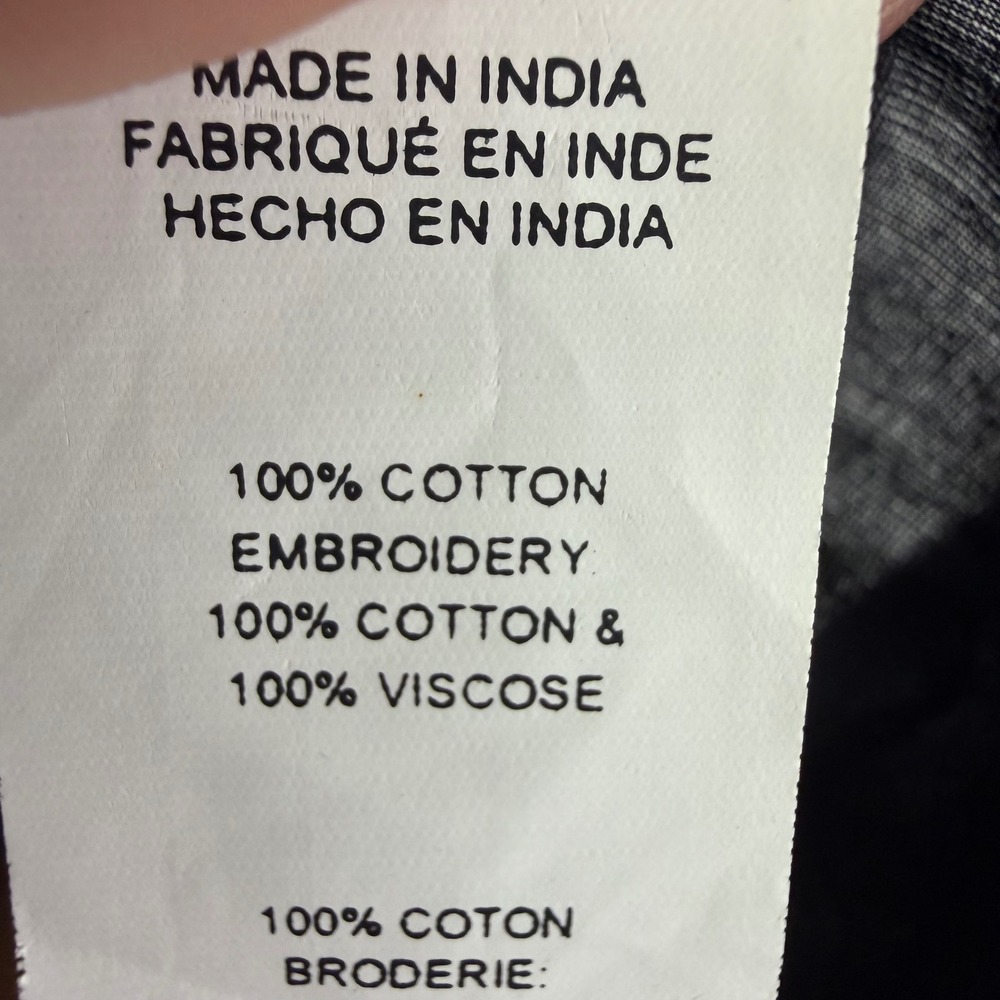 MADE IN INDIA
FABRIQUÉ EN INDE
HECHO EN INDIA
100% COTTON
EMBROIDERY:
100% COTTON &
100% VISCOSE
100% COTON
BRODERIE: